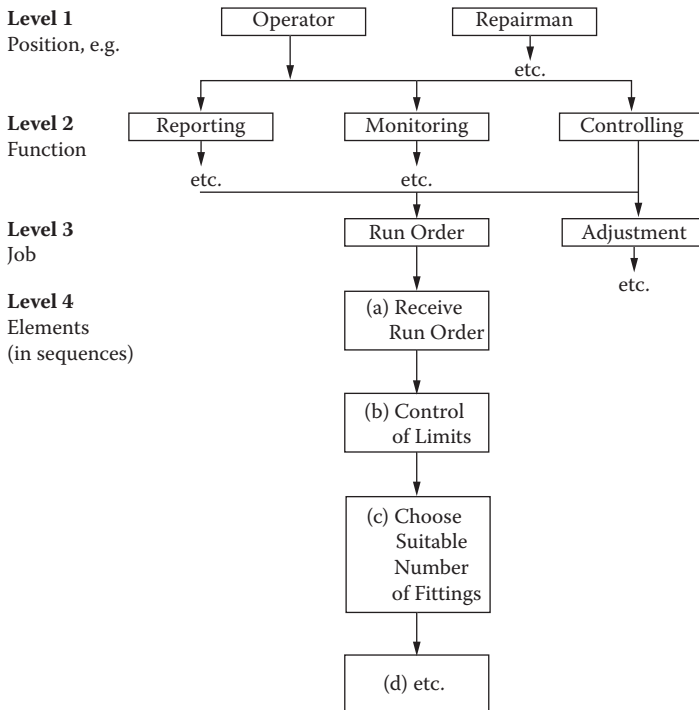 Level 1
Position, e.g.
Operator
Repairman
etc.
Level 2
Function
Reporting
Monitoring
Controlling
etc.
etc.
Level 3
Job
Run Order
Adjustment
etc.
Level 4
Elements
(in sequences)
(a) Receive
Run Order
(b) Control
of Limits
(c) Choose
Suitable
Number
of Fittings
(d) etc.